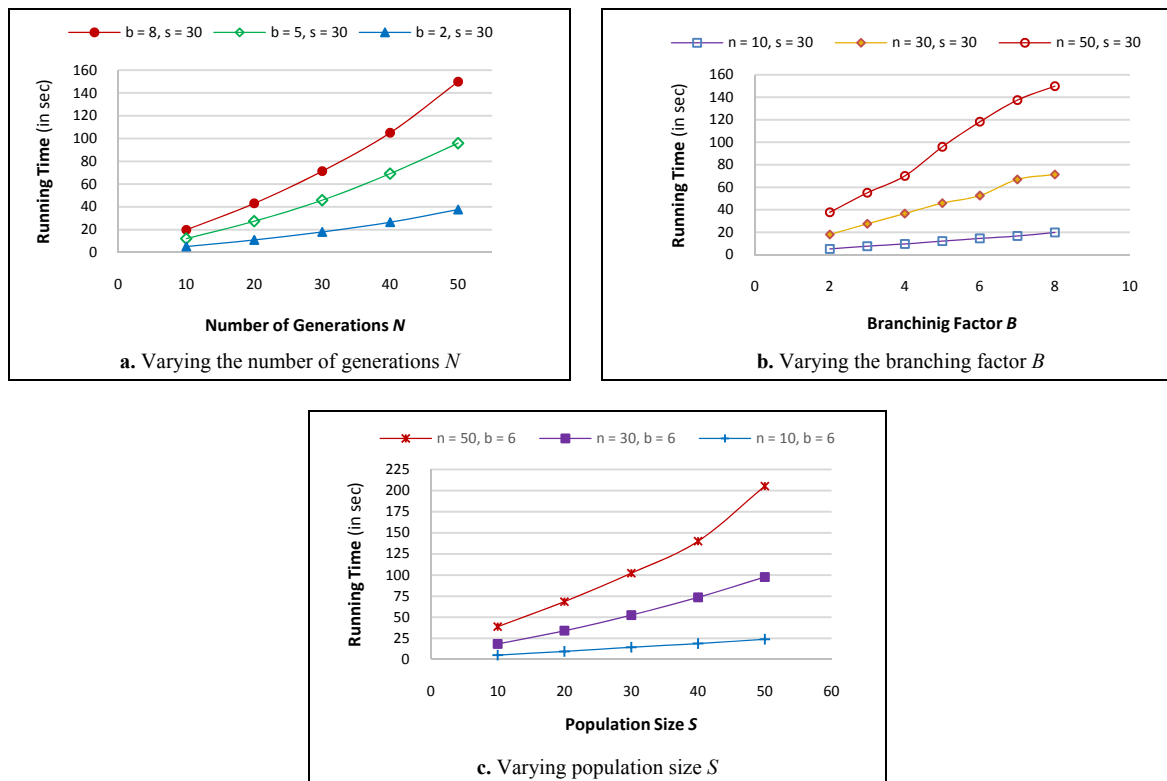 b = 8, s = 30 b = 5, s = 30 b = 2, s = 30
Running Time (in sec)
160
140
120
100
80
60
40
20
0
0 10 20 30 40 50
Number of Generations N
a. Varying the number of generations N
n = 10, s = 30 n = 30, s = 30 n = 50, s = 30
Running Time (in sec)
160
140
120
100
80
60
40
20
0
0 2 4 6 8 10
Branchinig Factor B
b. Varying the branching factor B
n = 50, b = 6 n = 30, b = 6 n = 10, b = 6
Running Time (in sec)
225
200
175
150
125
100
75
50
25
0
0 10 20 30 40 50 60
Population Size S
c. Varying population size S